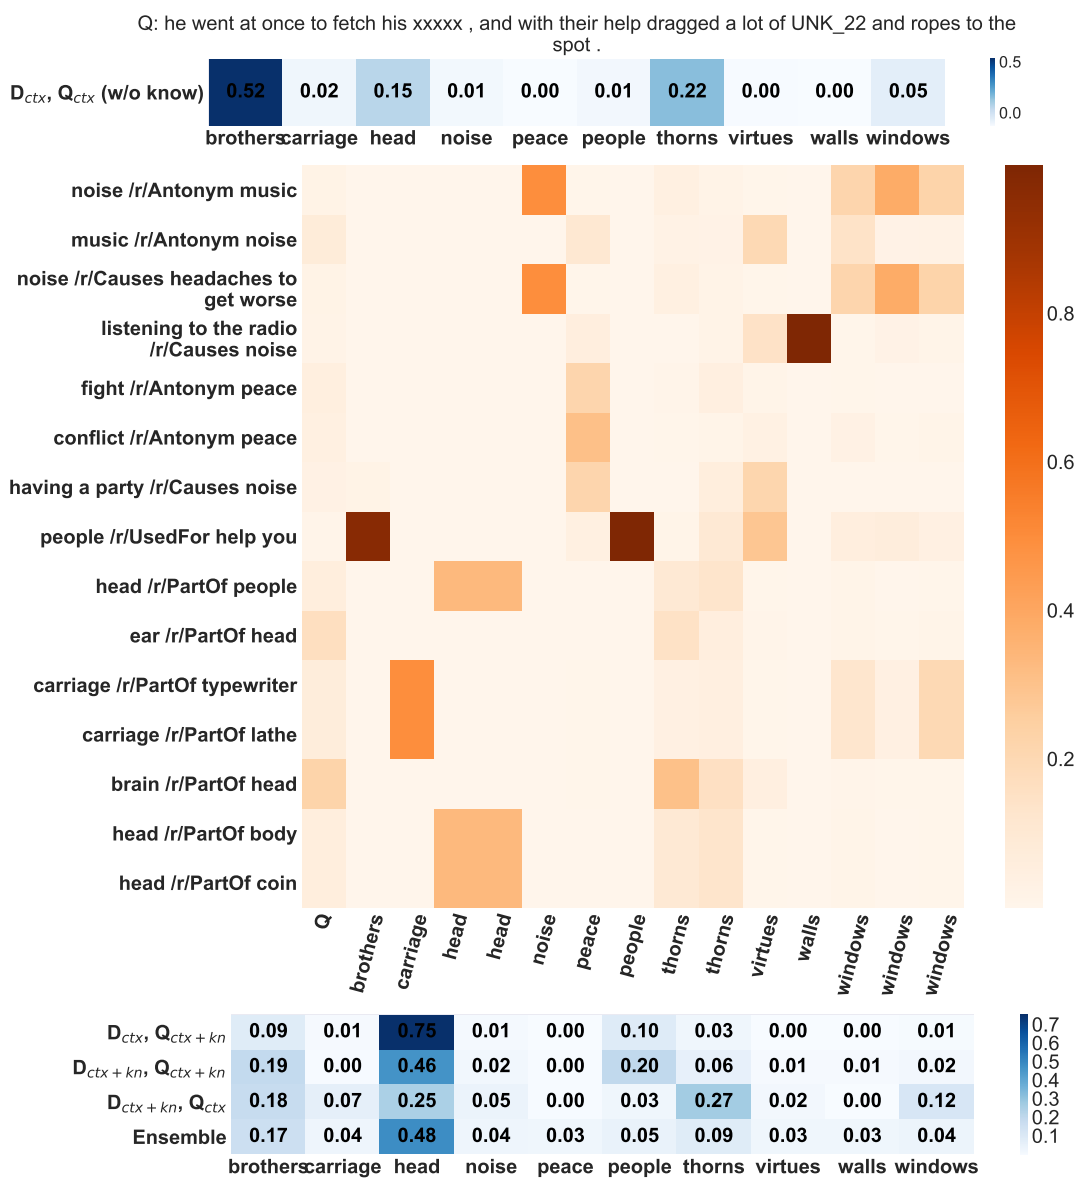 Q: he went at once to fetch his xxxxx , and with their help dragged a lot of UNK_22 and ropes to the
spot .
D_ctx, Q_ctx (w/o know) 0.52 0.02 0.15 0.01 0.00 0.01 0.22 0.00 0.00 0.05
brothers carriage head noise peace people thorns virtues walls windows
0.5
0.0
noise /r/Antonym music
music /r/Antonym noise
noise /r/Causes headaches to
get worse
listening to the radio
/r/Causes noise
fight /r/Antonym peace
conflict /r/Antonym peace
having a party /r/Causes noise
people /r/UsedFor help you
head /r/PartOf people
ear /r/PartOf head
carriage /r/PartOf typewriter
carriage /r/PartOf lathe
brain /r/PartOf head
head /r/PartOf body
head /r/PartOf coin
0.8
0.6
0.4
0.2
Q brothers carriage head head noise peace people thorns thorns virtues walls windows windows windows
D_ctx, Q_ctx+kn 0.09 0.01 0.75 0.01 0.00 0.10 0.03 0.00 0.00 0.01
D_ctx+kn, Q_ctx+kn 0.19 0.00 0.46 0.02 0.00 0.20 0.06 0.01 0.01 0.02
D_ctx+kn, Q_ctx 0.18 0.07 0.25 0.05 0.00 0.03 0.27 0.02 0.00 0.12
Ensemble 0.17 0.04 0.48 0.04 0.03 0.05 0.09 0.03 0.03 0.04
brothers carriage head noise peace people thorns virtues walls windows
0.7
0.6
0.5
0.4
0.3
0.2
0.1